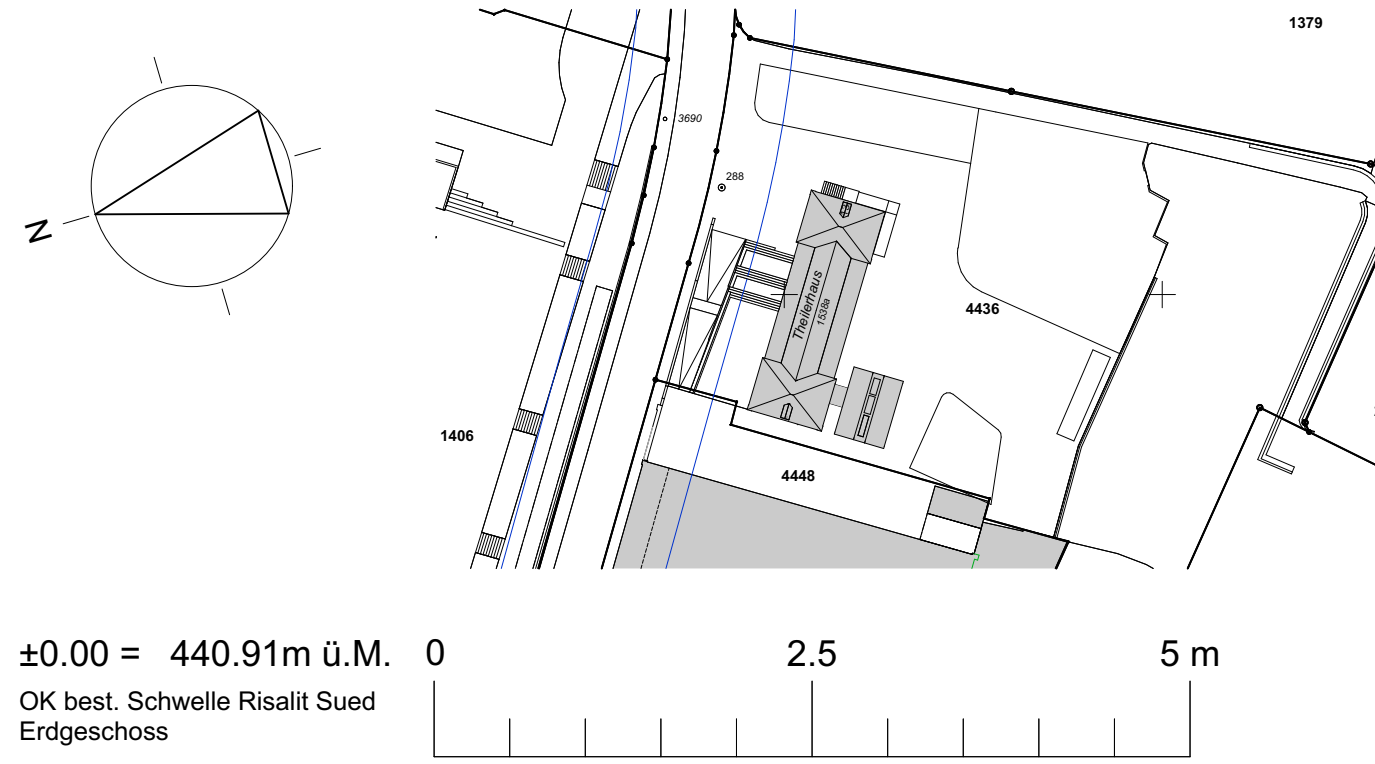 1379
3690
288
N
Theilerhaus
1538a
4436
1406
4448
±0.00 = 440.91m ü.M.
0 2.5 5 m
OK best. Schwelle Risalit Sued
Erdgeschoss